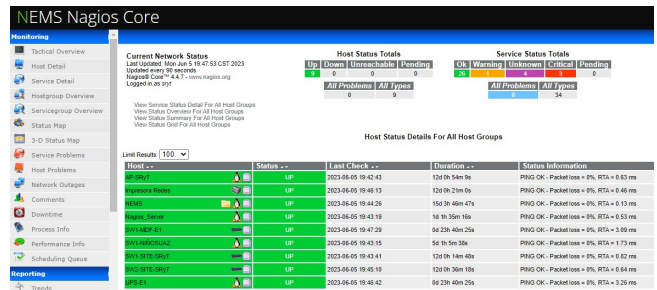 NEMS Nagios Core
Monitoring
Tactical Overview
Host Detail
Service Detail
Hostgroup Overview
Servicegroup Overview
Status Map
3-D Status Map
Service Problems
Host Problems
Network Outages
Comments
Downtime
Process Info
Performance Info
Scheduling Queue
Reporting
Trends
Current Network Status
Last Updated: Mon Jun 5 19:47:53 CST 2023
Updated every 90 seconds
Nagios® Core™ 4.4.7 - www.nagios.org
Logged in as sryt
View Service Status Detail For All Host Groups
View Status Overview For All Host Groups
View Status Summary For All Host Groups
View Status Grid For All Host Groups
Host Status Totals
Up Down Unreachable Pending
9 0 0 0
All Problems All Types
0 9
Service Status Totals
Ok Warning Unknown Critical Pending
26 1 4 3 0
All Problems All Types
8 34
Host Status Details For All Host Groups
Limit Results: 100
Host Status Last Check Duration Status Information
AP-SRyT UP 2023-06-05 19:42:43 12d 0h 54m 9s PING OK - Packet loss = 0%, RTA = 0.63 ms
Impresora Redes UP 2023-06-05 19:46:13 12d 0h 21m 0s PING OK - Packet loss = 0%, RTA = 0.46 ms
NEMS UP 2023-06-05 19:44:26 15d 3h 46m 47s PING OK - Packet loss = 0%, RTA = 0.13 ms
Nagios_Server UP 2023-06-05 19:43:19 1d 1h 35m 16s PING OK - Packet loss = 0%, RTA = 0.53 ms
SW1-MDF-E1 UP 2023-06-05 19:47:29 0d 23h 40m 25s PING OK - Packet loss = 0%, RTA = 3.09 ms
SW1-NIÑOSUAZ UP 2023-06-05 19:43:15 5d 1h 5m 38s PING OK - Packet loss = 0%, RTA = 1.73 ms
SW1-SITE-SRyT UP 2023-06-05 19:43:41 12d 0h 14m 48s PING OK - Packet loss = 0%, RTA = 0.82 ms
SW2-SITE-SRyT UP 2023-06-05 19:45:10 12d 0h 36m 18s PING OK - Packet loss = 0%, RTA = 0.64 ms
UPS-E1 UP 2023-06-05 19:46:42 0d 23h 40m 25s PING OK - Packet loss = 0%, RTA = 3.26 ms